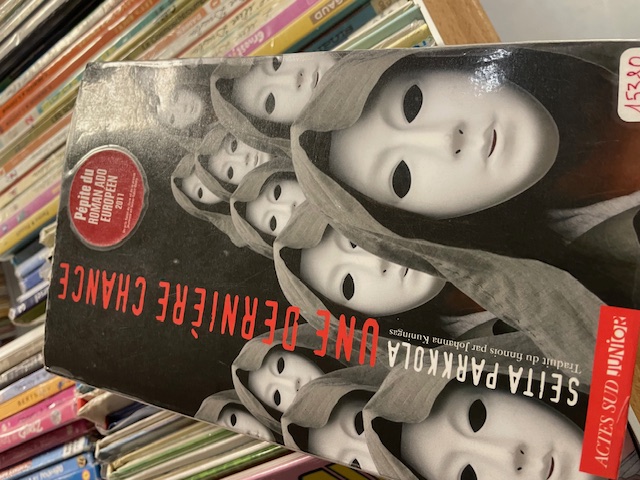 15380
Pépite du
ROMAN ADO
EUROPÉEN
2011
UNE DERNIÈRE CHANCE
SEITA PARKKOLA
Traduit du finnois par Johanna Kuningas
ACTES SUD JUNIOR